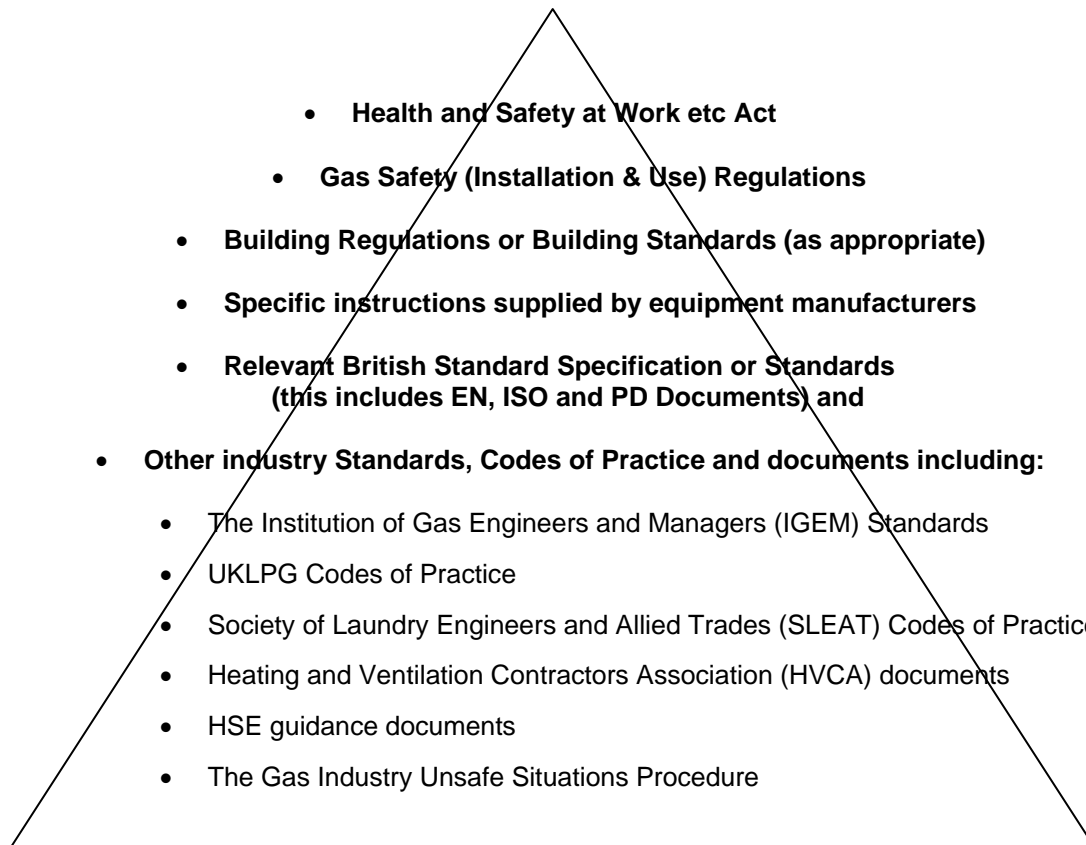 • Health and Safety at Work etc Act
• Gas Safety (Installation & Use) Regulations
• Building Regulations or Building Standards (as appropriate)
• Specific instructions supplied by equipment manufacturers
• Relevant British Standard Specification or Standards
(this includes EN, ISO and PD Documents) and
• Other industry Standards, Codes of Practice and documents including:
• The Institution of Gas Engineers and Managers (IGEM) Standards
• UKLPG Codes of Practice
• Society of Laundry Engineers and Allied Trades (SLEAT) Codes of Practice
• Heating and Ventilation Contractors Association (HVCA) documents
• HSE guidance documents
• The Gas Industry Unsafe Situations Procedure